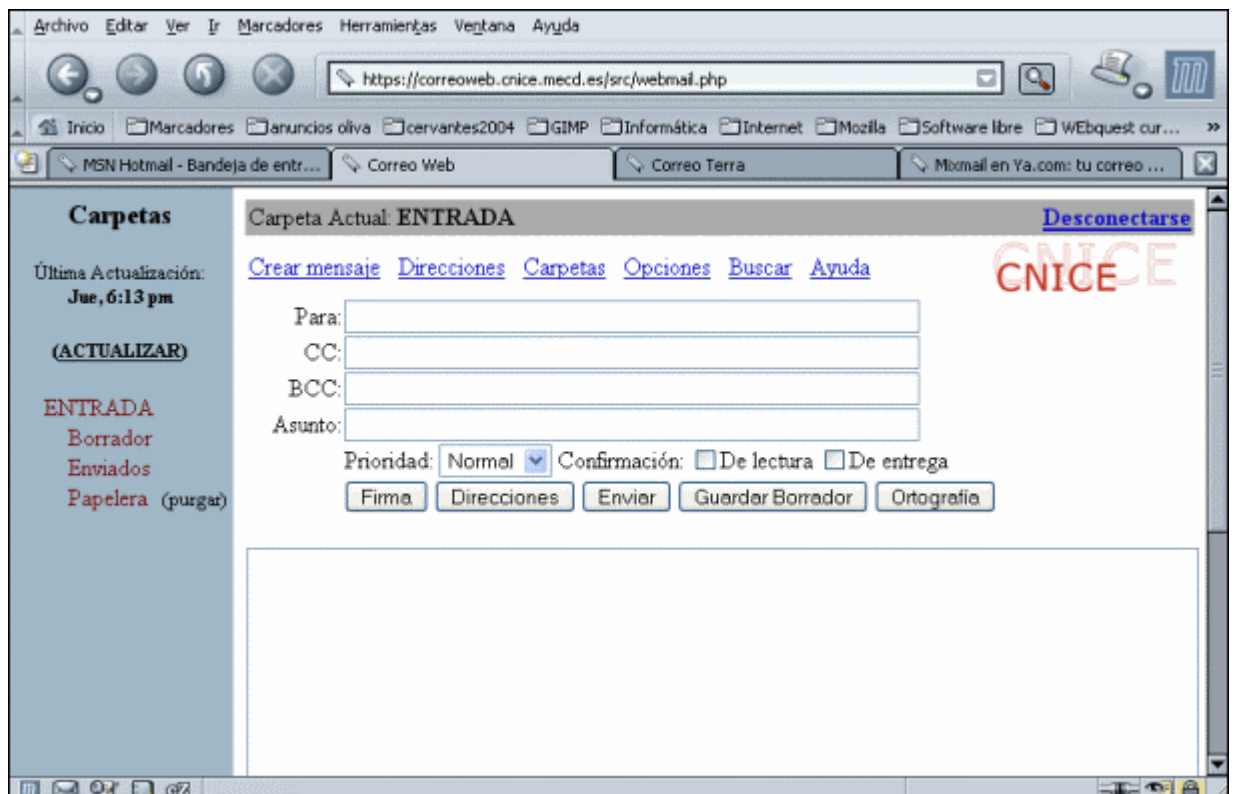 Archivo Editar Ver Ir Marcadores Herramientas Ventana Ayuda
https://correoweb.cnice.mecd.es/src/webmail.php
Inicio Marcadores anuncios oliva cervantes2004 GIMP Informática Internet Mozilla Software libre WEbquest cur... »
MSN Hotmail - Bandeja de entr... Correo Web Correo Terra Mixmail en Ya.com: tu correo ...
Carpetas
Última Actualización:
Jue, 6:13 pm
(ACTUALIZAR)
ENTRADA
Borrador
Enviados
Papelera (purgar)
Carpeta Actual: ENTRADA Desconectarse
Crear mensaje Direcciones Carpetas Opciones Buscar Ayuda
CNICE
Para:
CC:
BCC:
Asunto:
Prioridad: Normal Confirmación: De lectura De entrega
Firma Direcciones Enviar Guardar Borrador Ortografía